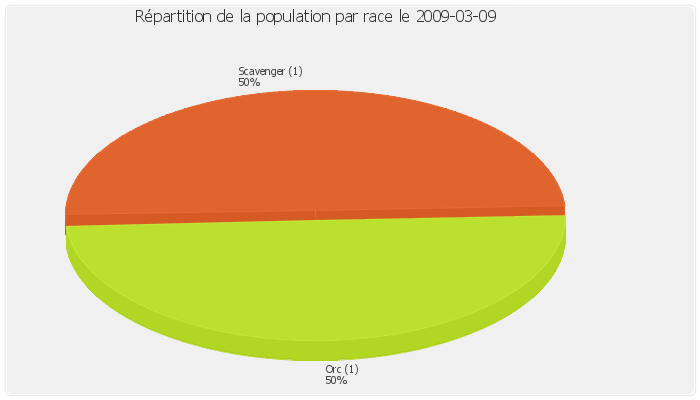 Répartition de la population par race le 2009-03-09
Scavenger (1)
50%
Orc (1)
50%